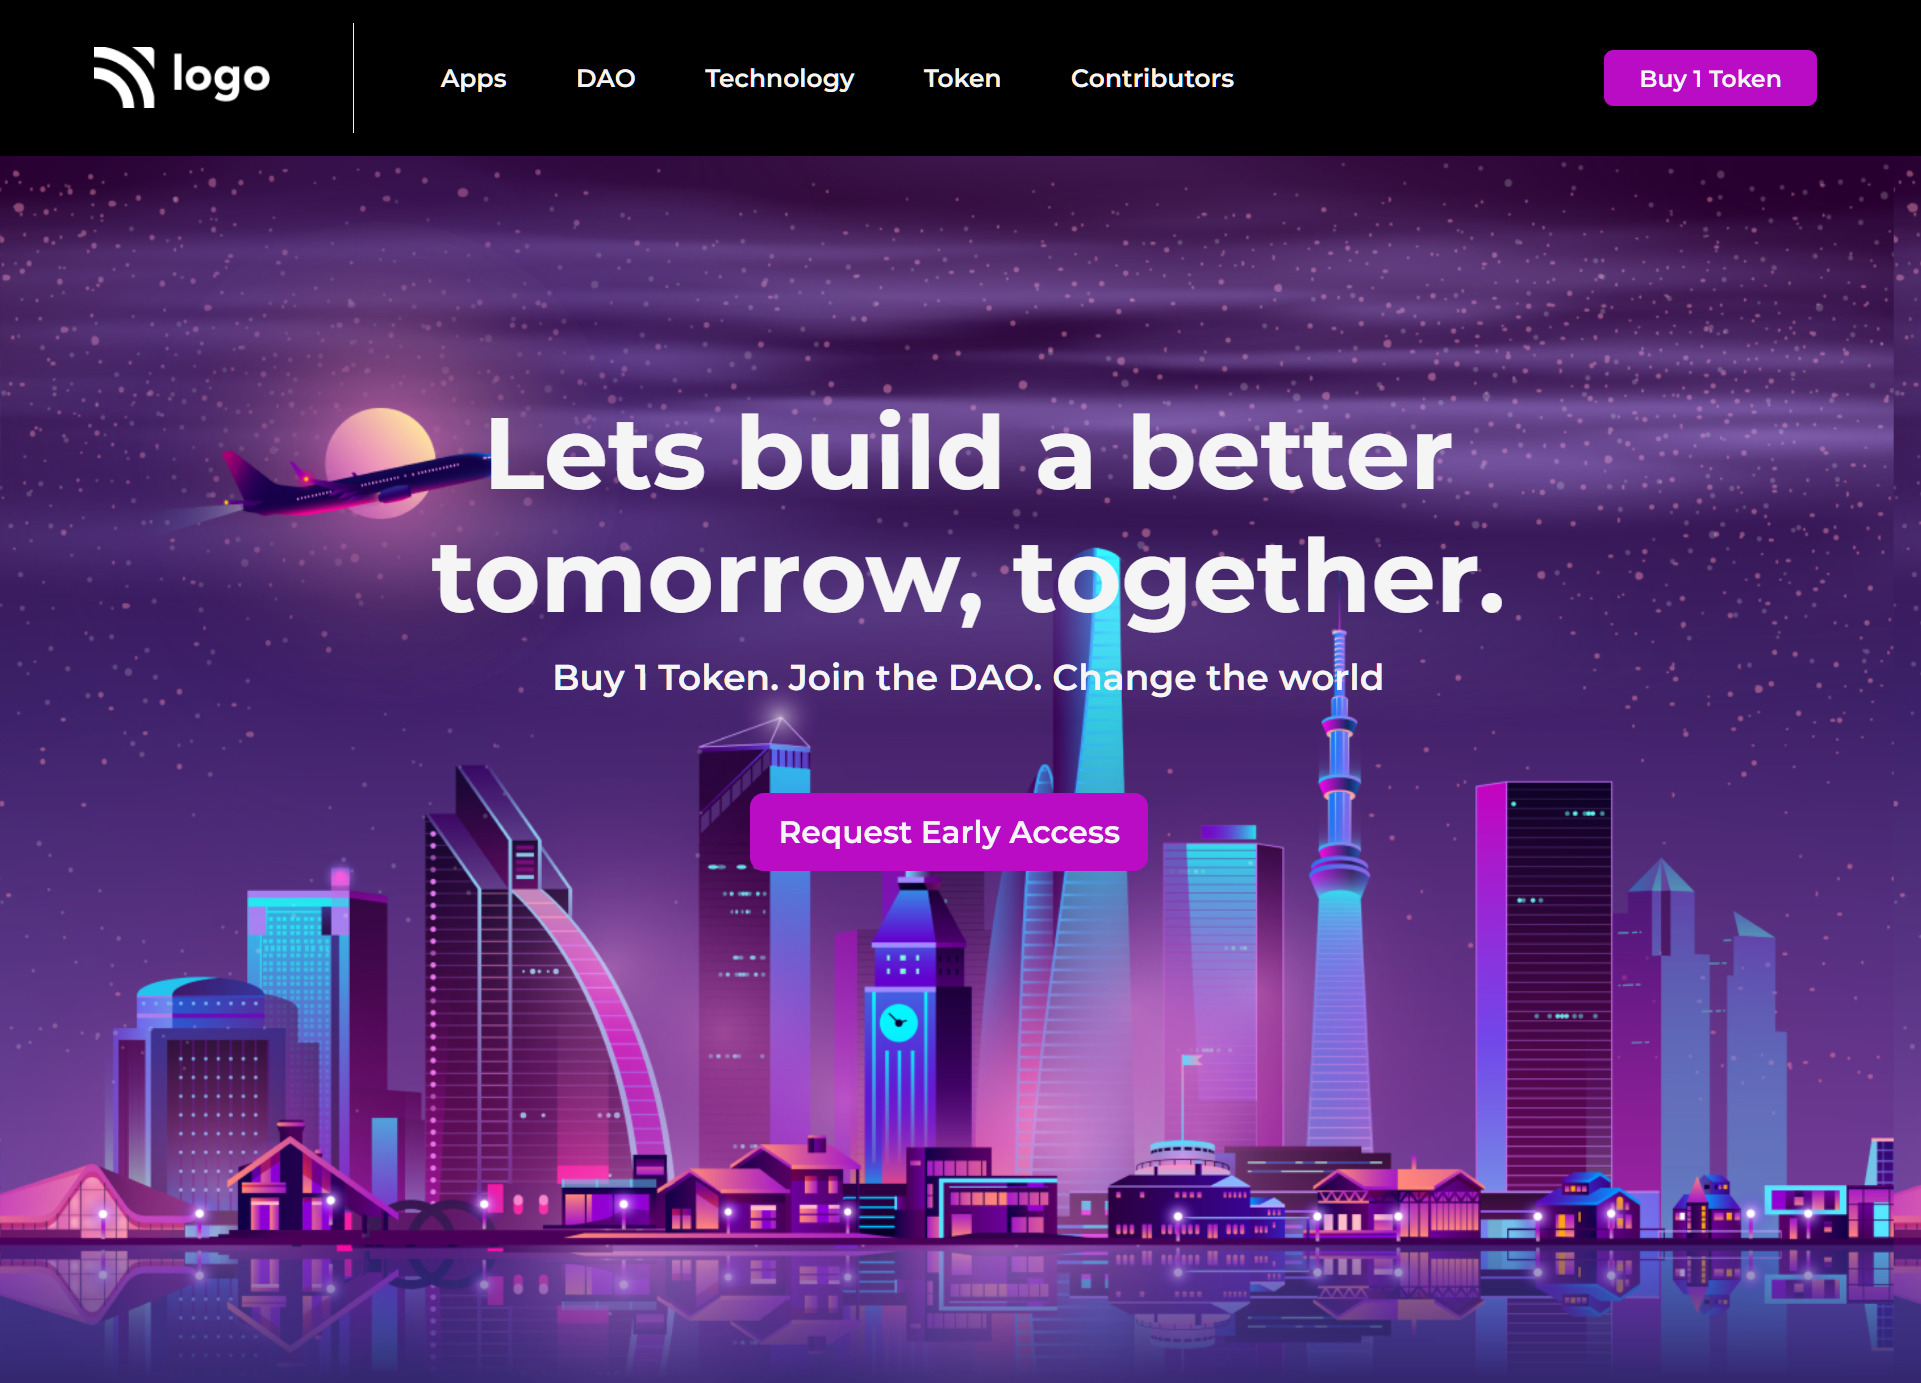 logo
Apps
DAO
Technology
Token
Contributors
Buy 1 Token
Lets build a better
tomorrow, together.
Buy 1 Token. Join the DAO. Change the world
Request Early Access